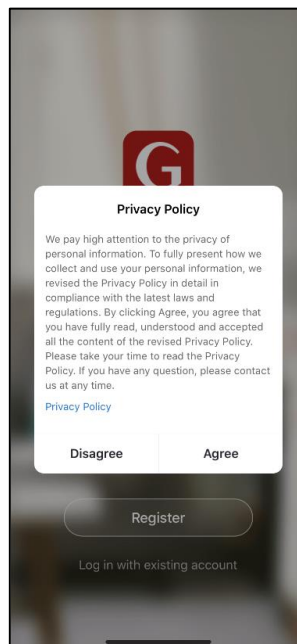 G
Privacy Policy
We pay high attention to the privacy of
personal information. To fully present how we
collect and use your personal information, we
revised the Privacy Policy in detail in
compliance with the latest laws and
regulations. By clicking Agree, you agree that
you have fully read, understood and accepted
all the content of the revised Privacy Policy.
Please take your time to read the Privacy
Policy. If you have any question, please contact
us at any time.
Privacy Policy
Disagree Agree
Register
Log in with existing account